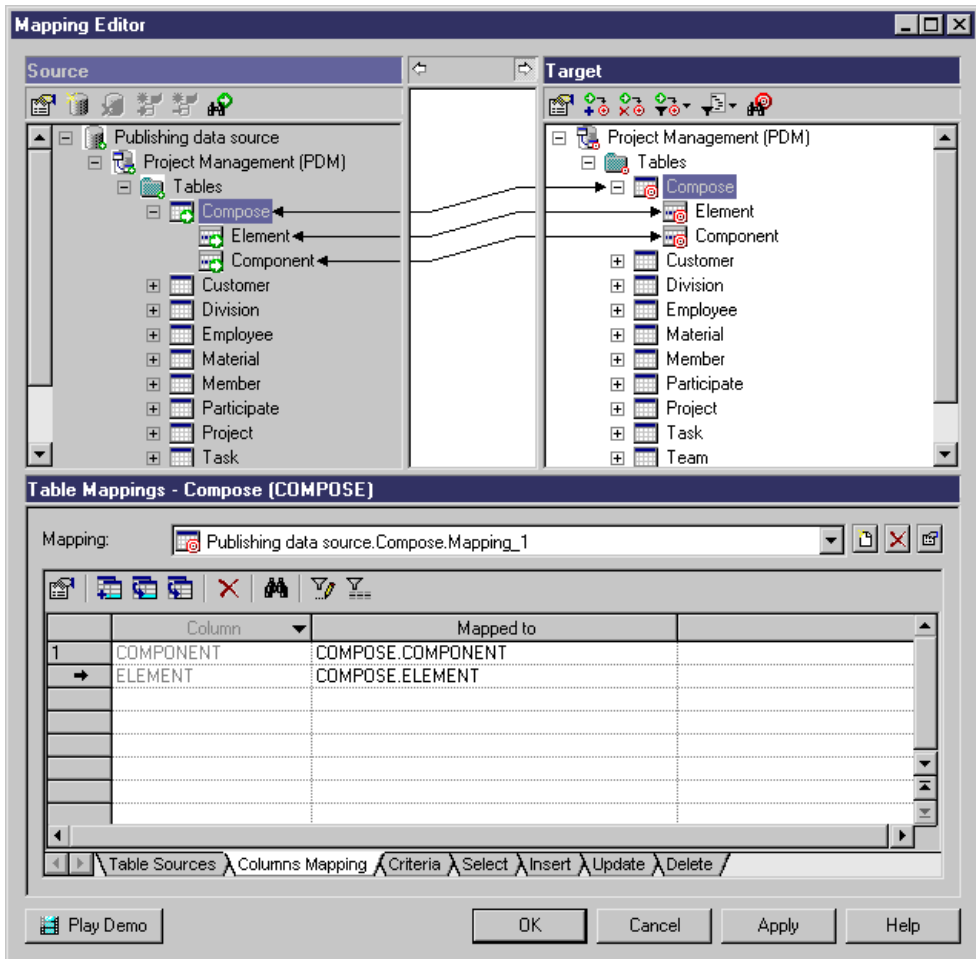 Mapping Editor
Source
Target
Publishing data source
Project Management (PDM)
Tables
Compose
Element
Component
Customer
Division
Employee
Material
Member
Participate
Project
Task
Project Management (PDM)
Tables
Compose
Element
Component
Customer
Division
Employee
Material
Member
Participate
Project
Task
Team
Table Mappings - Compose (COMPOSE)
Mapping: Publishing data source.Compose.Mapping_1
Column Mapped to
1 COMPONENT COMPOSE.COMPONENT
ELEMENT COMPOSE.ELEMENT
Table Sources Columns Mapping Criteria Select Insert Update Delete
Play Demo OK Cancel Apply Help